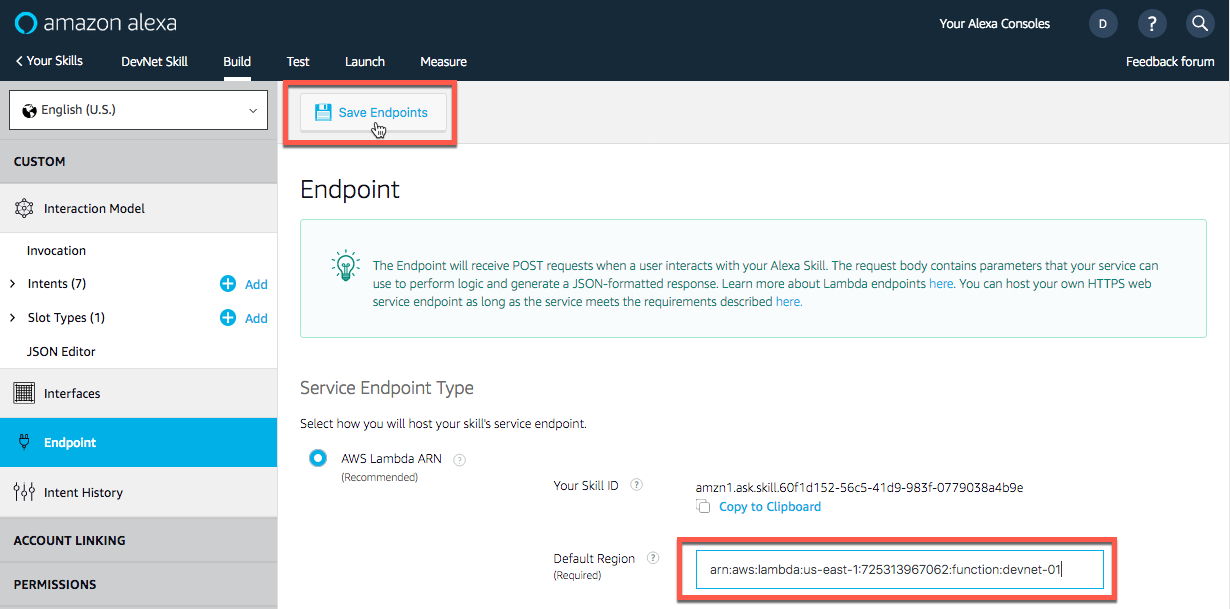 amazon alexa
Your Alexa Consoles
D
?
Your Skills
DevNet Skill
Build
Test
Launch
Measure
Feedback forum
English (U.S.)
Save Endpoints
CUSTOM
Interaction Model
Invocation
Intents (7)
Add
Slot Types (1)
Add
JSON Editor
Interfaces
Endpoint
Intent History
ACCOUNT LINKING
PERMISSIONS
Endpoint
The Endpoint will receive POST requests when a user interacts with your Alexa Skill. The request body contains parameters that your service can
use to perform logic and generate a JSON-formatted response. Learn more about Lambda endpoints here. You can host your own HTTPS web
service endpoint as long as the service meets the requirements described here.
Service Endpoint Type
Select how you will host your skill's service endpoint.
AWS Lambda ARN ?
(Recommended)
Your Skill ID ?
amzn1.ask.skill.60f1d152-56c5-41d9-983f-0779038a4b9e
Copy to Clipboard
Default Region ?
(Required)
arn:aws:lambda:us-east-1:725313967062:function:devnet-01